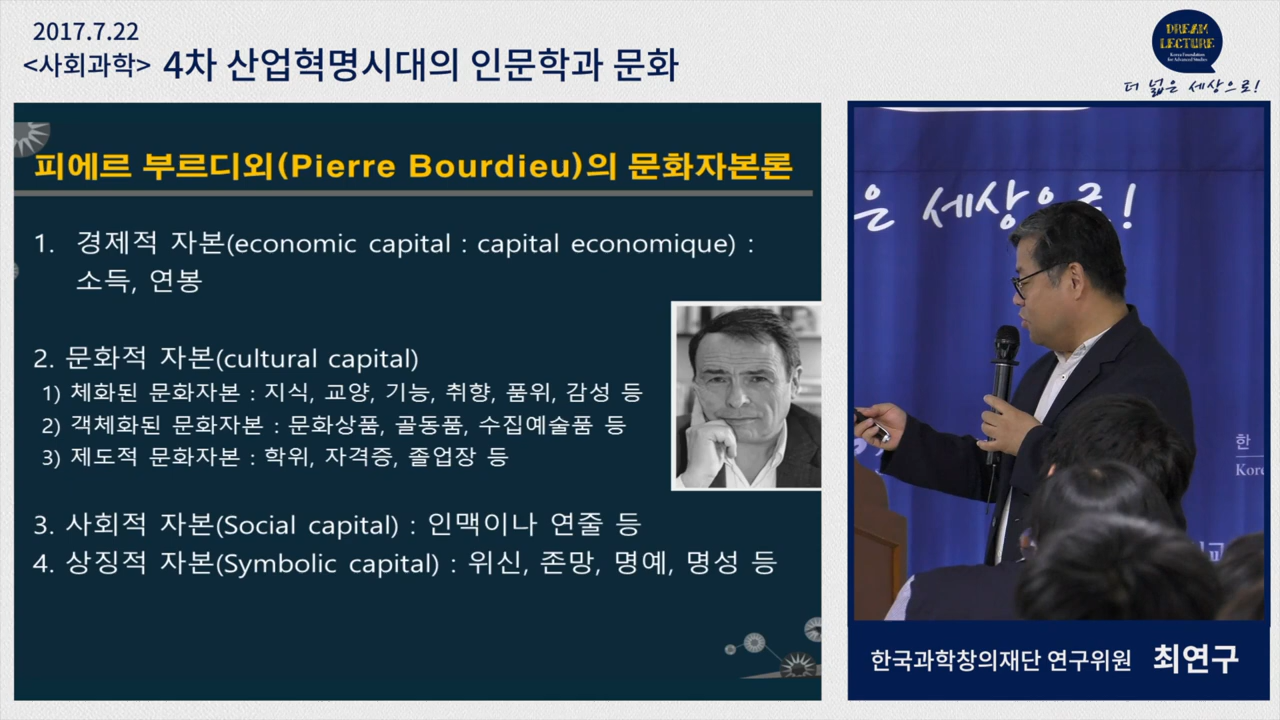 2017.7.22
<사회과학> 4차 산업혁명시대의 인문학과 문화
DREAM
LECTURE
Korea Foundation
for Advanced Studies
더 넓은 세상으로!
피에르 부르디외(Pierre Bourdieu)의 문화자본론
1. 경제적 자본(economic capital : capital economique) :
소득, 연봉
2. 문화적 자본(cultural capital)
1) 체화된 문화자본 : 지식, 교양, 기능, 취향, 품위, 감성 등
2) 객체화된 문화자본 : 문화상품, 골동품, 수집예술품 등
3) 제도적 문화자본 : 학위, 자격증, 졸업장 등
3. 사회적 자본(Social capital) : 인맥이나 연줄 등
4. 상징적 자본(Symbolic capital) : 위신, 존망, 명예, 명성 등
은 세상으로!
한
Kore
한국과학창의재단 연구위원 최연구